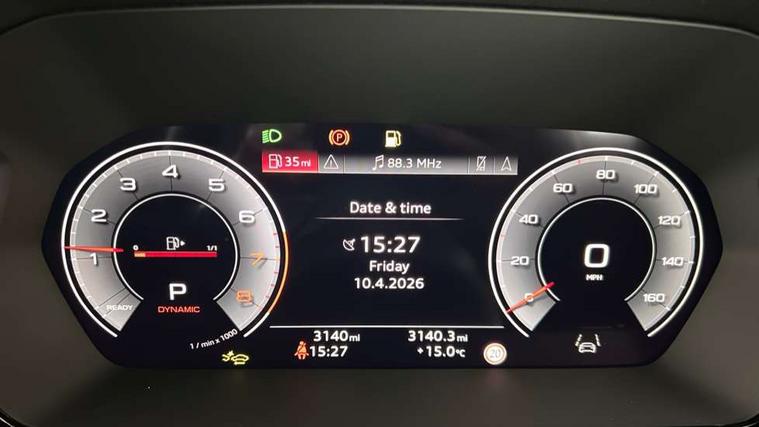 35mi
88.3 MHz
Date & time
15:27
Friday
10.4.2026
3140mi
3140.3mi
15:27
+15.0°C
20
0 1/1
P
DYNAMIC
READY 1 2 3 4 5 6 7 8
1 / min x 1000
0
MPH
0 20 40 60 80 100 120 140 160